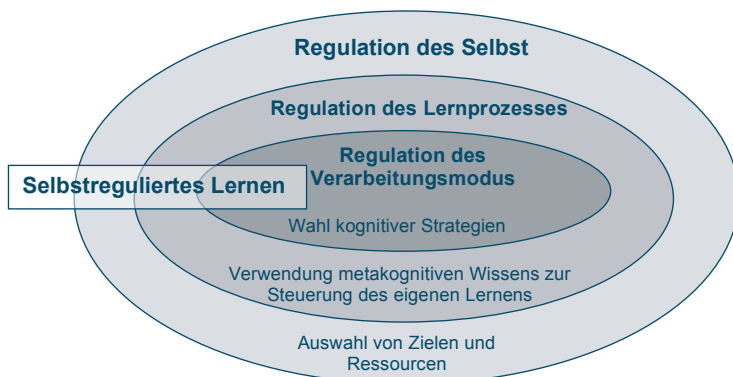 Regulation des Selbst
Regulation des Lernprozesses
Regulation des
Verarbeitungsmodus
Selbstreguliertes Lernen
Wahl kognitiver Strategien
Verwendung metakognitiven Wissens zur
Steuerung des eigenen Lernens
Auswahl von Zielen und
Ressourcen